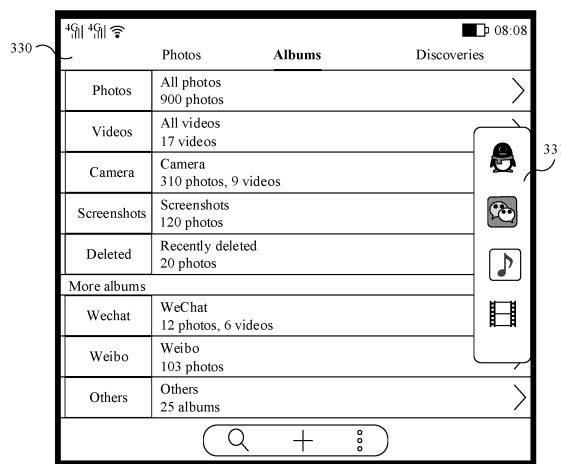 4G 4G 08:08
330
Photos Albums Discoveries
Photos
All photos
900 photos
Videos
All videos
17 videos
331
Camera
Camera
310 photos, 9 videos
Screenshots
Screenshots
120 photos
Deleted
Recently deleted
20 photos
More albums
Wechat
WeChat
12 photos, 6 videos
Weibo
Weibo
103 photos
Others
Others
25 albums